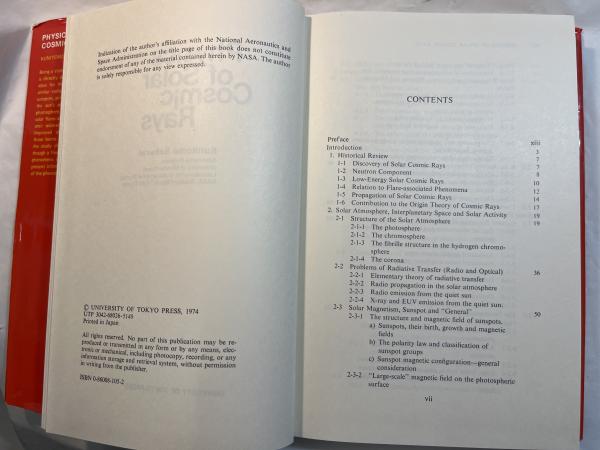 PHYSIC
COSMIC
Indication of the author's affiliation with the National Aeronautics and
Space Administration on the title page of this book does not constitute
endorsement of any of the material contained herein by NASA. The author
is solely responsible for any view expressed.
of Solar
Cosmic
Rays
© UNIVERSITY OF TOKYO PRESS, 1974
UTP 3042-68026-5149
Printed in Japan
All rights reserved. No part of this publication may be re-
produced or transmitted in any form or by any means, elec-
tronic or mechanical, including photocopy, recording, or any
information storage and retrieval system, without permission
in writing from the publisher.
ISBN 0-86008-105-2
CONTENTS
Preface xiii
Introduction 3
1. Historical Review 7
1-1 Discovery of Solar Cosmic Rays 7
1-2 Neutron Component 8
1-3 Low-Energy Solar Cosmic Rays 10
1-4 Relation to Flare-associated Phenomena 12
1-5 Propagation of Solar Cosmic Rays 14
1-6 Contribution to the Origin Theory of Cosmic Rays 17
2. Solar Atmosphere, Interplanetary Space and Solar Activity 19
2-1 Structure of the Solar Atmosphere 19
2-1-1 The photosphere
2-1-2 The chromosphere
2-1-3 The fibrille structure in the hydrogen chromo-
sphere
2-1-4 The corona
2-2 Problems of Radiative Transfer (Radio and Optical) 36
2-2-1 Elementary theory of radiative transfer
2-2-2 Radio propagation in the solar atmosphere
2-2-3 Radio emission from the quiet sun
2-2-4 X-ray and EUV emission from the quiet sun.
2-3 Solar Magnetism, Sunspot and "General" 50
2-3-1 The structure and magnetic field of sunspots.
a) Sunspots, their birth, growth and magnetic
fields
b) The polarity law and classification of
sunspot groups
c) Sunspot magnetic configuration—general
consideration
2-3-2 "Large-scale" magnetic field on the photospheric
surface
vii